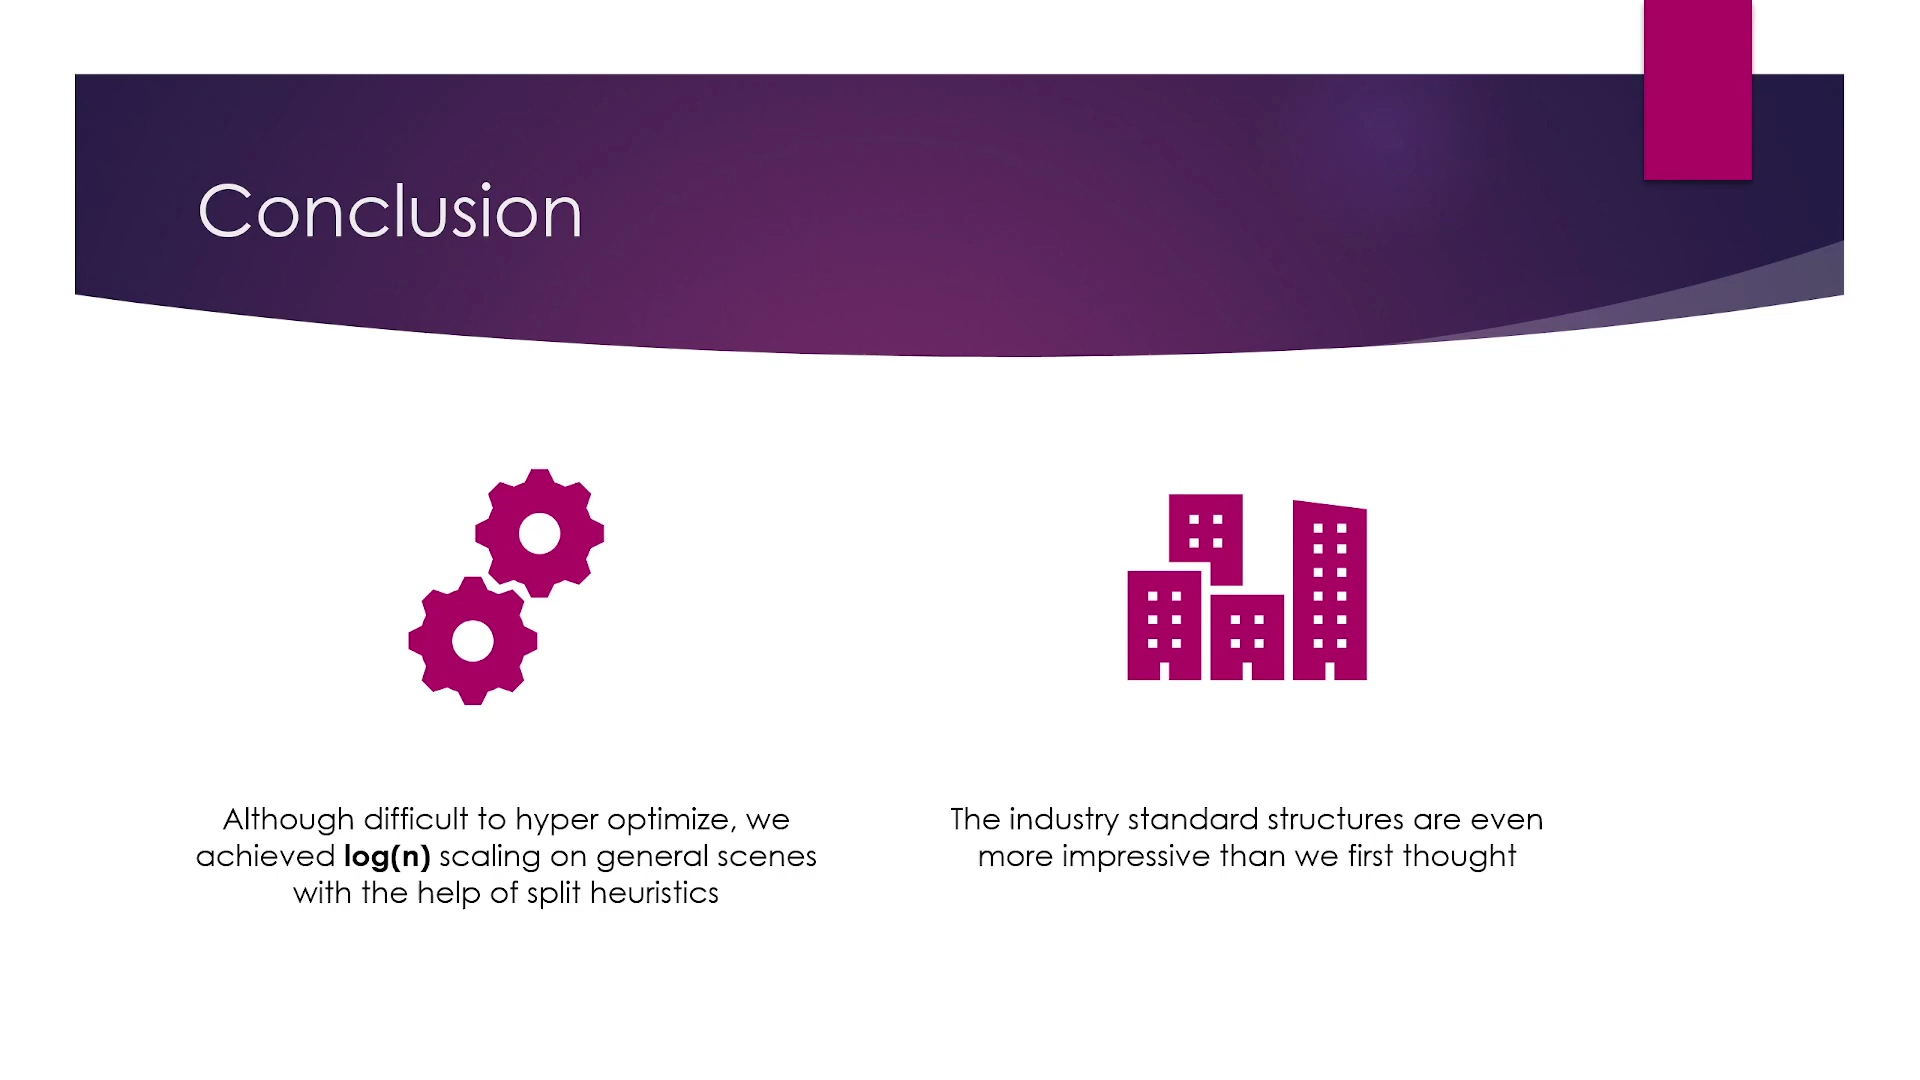 Conclusion
Although difficult to hyper optimize, we
achieved log(n) scaling on general scenes
with the help of split heuristics
The industry standard structures are even
more impressive than we first thought